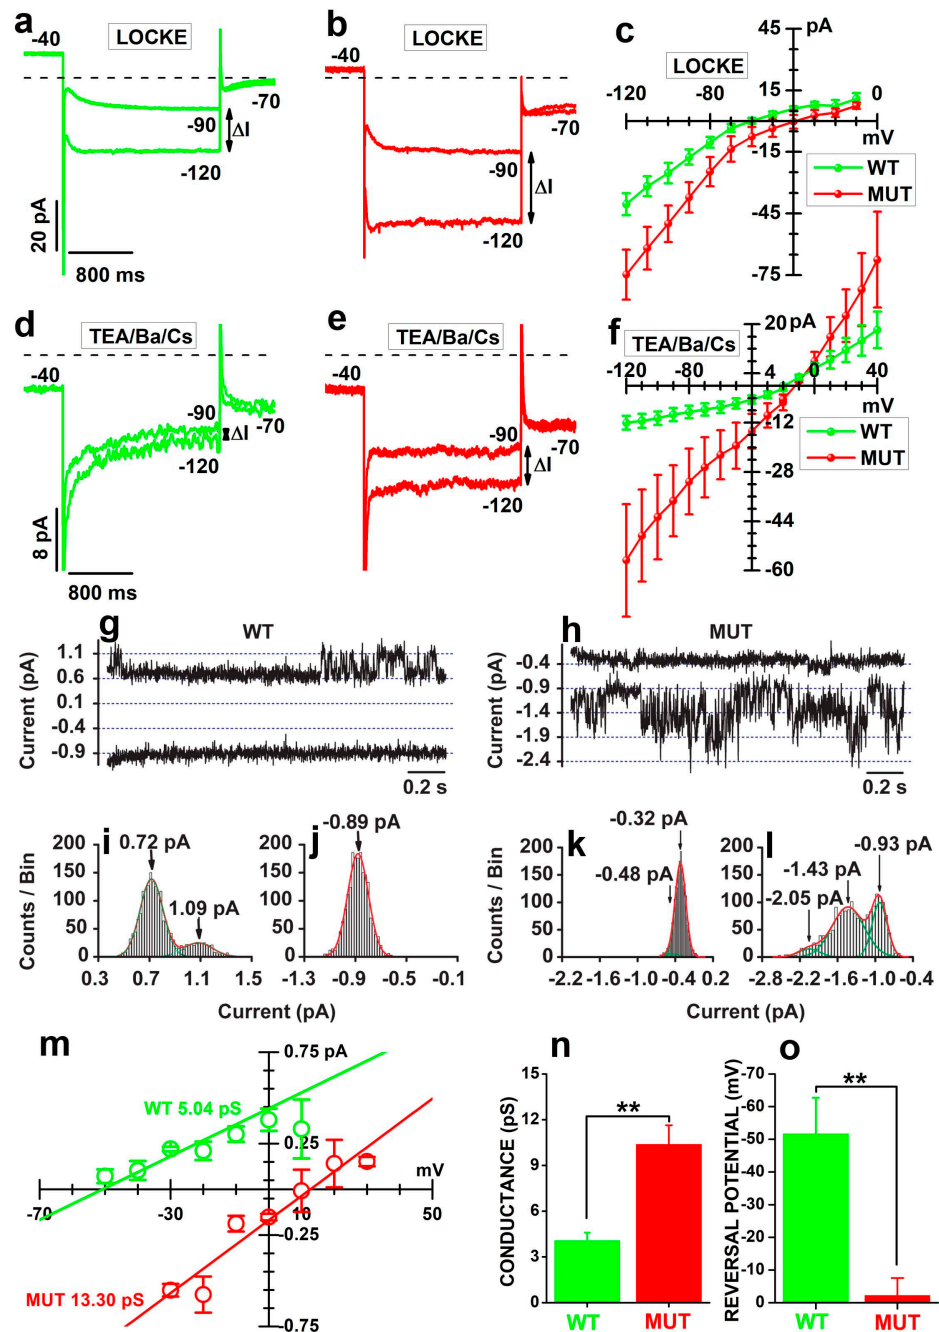 a
LOCKE
-40
-70
-90
ΔI
-120
20 pA
800 ms
b
LOCKE
-40
-70
-90
ΔI
-120
c
LOCKE
45
pA
15
-120
-80
0
mV
-15
-45
-75
WT
MUT
d
TEA/Ba/Cs
-40
-90
-70
ΔI
-120
8 pA
800 ms
e
TEA/Ba/Cs
-40
-90
-70
ΔI
-120
f
TEA/Ba/Cs
20
pA
-120
-80
4
0
40
mV
-12
-28
-44
-60
WT
MUT
g
WT
Current (pA)
1.1
0.6
0.1
-0.4
-0.9
0.2 s
h
MUT
Current (pA)
-0.4
-0.9
-1.4
-1.9
-2.4
0.2 s
i
Counts / Bin
200
150
100
50
0
0.72 pA
1.09 pA
0.3
0.7
1.1
1.5
j
-0.89 pA
-1.3
-0.9
-0.5
-0.1
Current (pA)
k
Counts / Bin
200
150
100
50
0
-0.32 pA
-0.48 pA
-2.2
-1.6
-1.0
-0.4
0.2
l
-0.93 pA
-1.43 pA
-2.05 pA
-2.8
-2.2
-1.6
-1.0
-0.4
Current (pA)
m
0.75 pA
WT 5.04 pS
0.25
mV
-70
-30
10
50
-0.25
MUT 13.30 pS
-0.75
n
CONDUCTANCE (pS)
15
12
9
6
3
0
**
WT
MUT
o
REVERSAL POTENTIAL (mV)
-70
-60
-50
-40
-30
-20
-10
0
**
WT
MUT